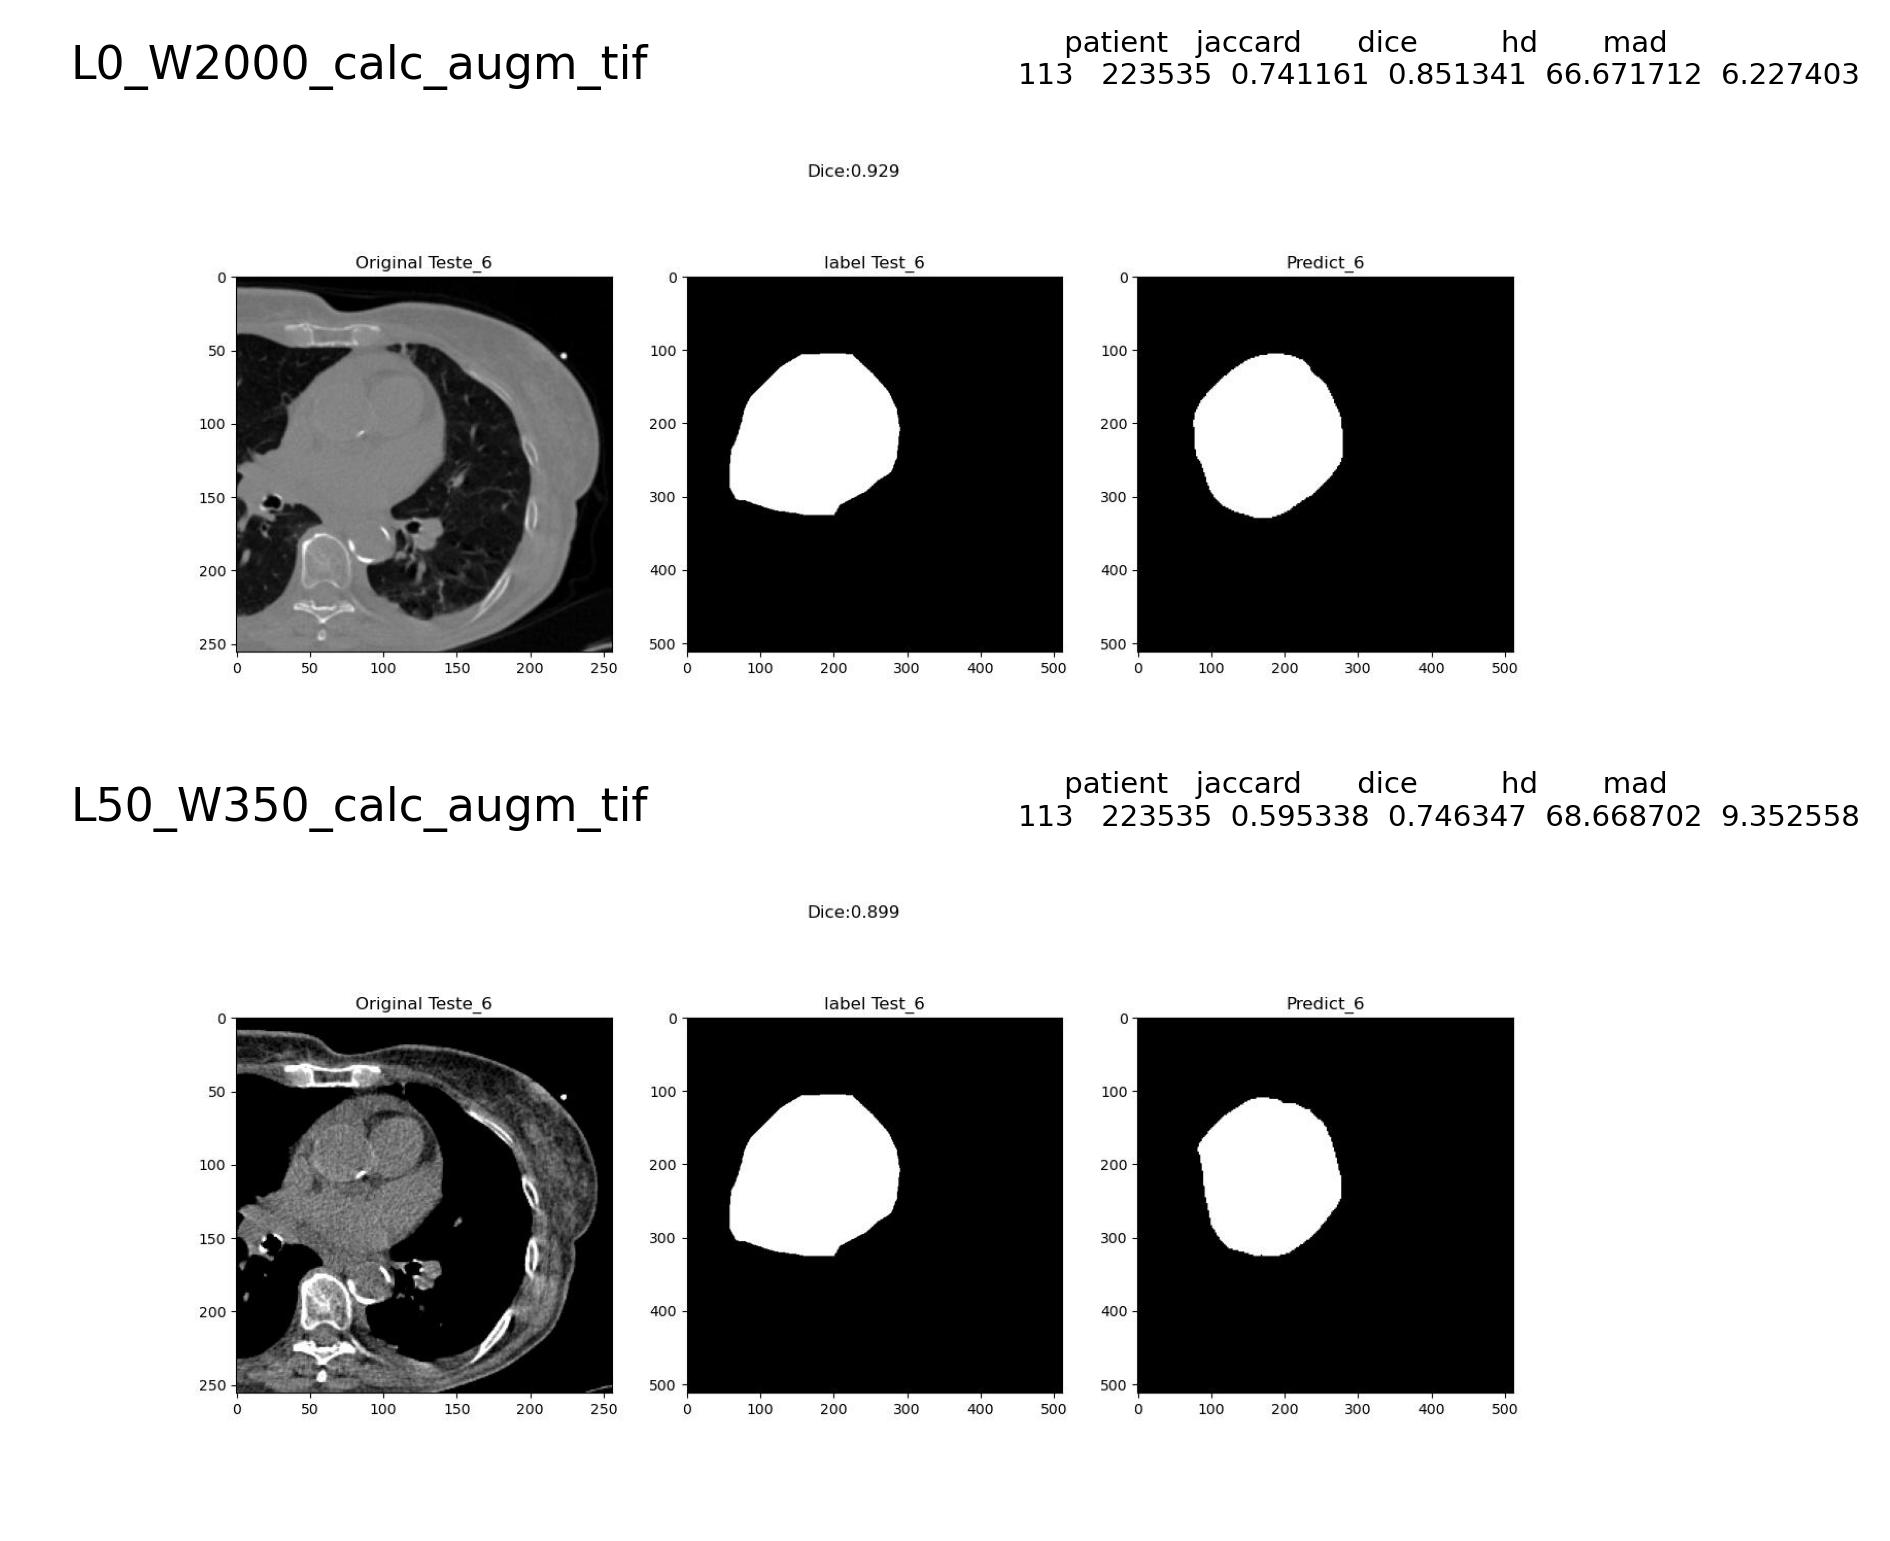 L0_W2000_calc_augm_tif
patient jaccard dice hd mad
113 223535 0.741161 0.851341 66.671712 6.227403
Dice:0.929
Original Teste_6
label Test_6
Predict_6
0
50
100
150
200
250
0 50 100 150 200 250
0
100
200
300
400
500
0 100 200 300 400 500
0
100
200
300
400
500
0 100 200 300 400 500
L50_W350_calc_augm_tif
patient jaccard dice hd mad
113 223535 0.595338 0.746347 68.668702 9.352558
Dice:0.899
Original Teste_6
label Test_6
Predict_6
0
50
100
150
200
250
0 50 100 150 200 250
0
100
200
300
400
500
0 100 200 300 400 500
0
100
200
300
400
500
0 100 200 300 400 500